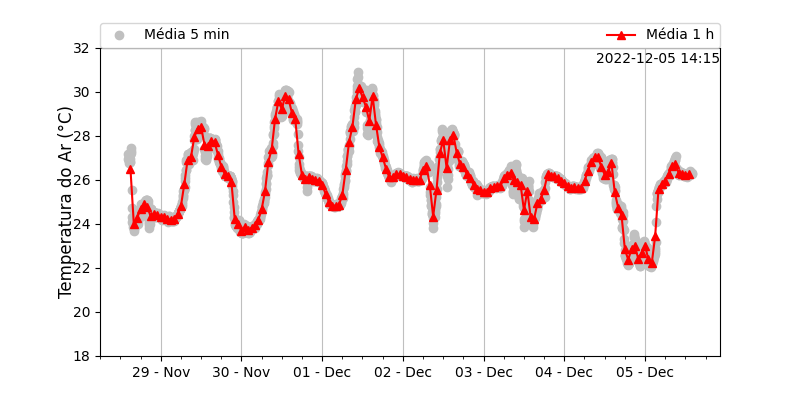 Média 5 min
Média 1 h
2022-12-05 14:15
Temperatura do Ar (°C)
32
30
28
26
24
22
20
18
29 - Nov
30 - Nov
01 - Dec
02 - Dec
03 - Dec
04 - Dec
05 - Dec